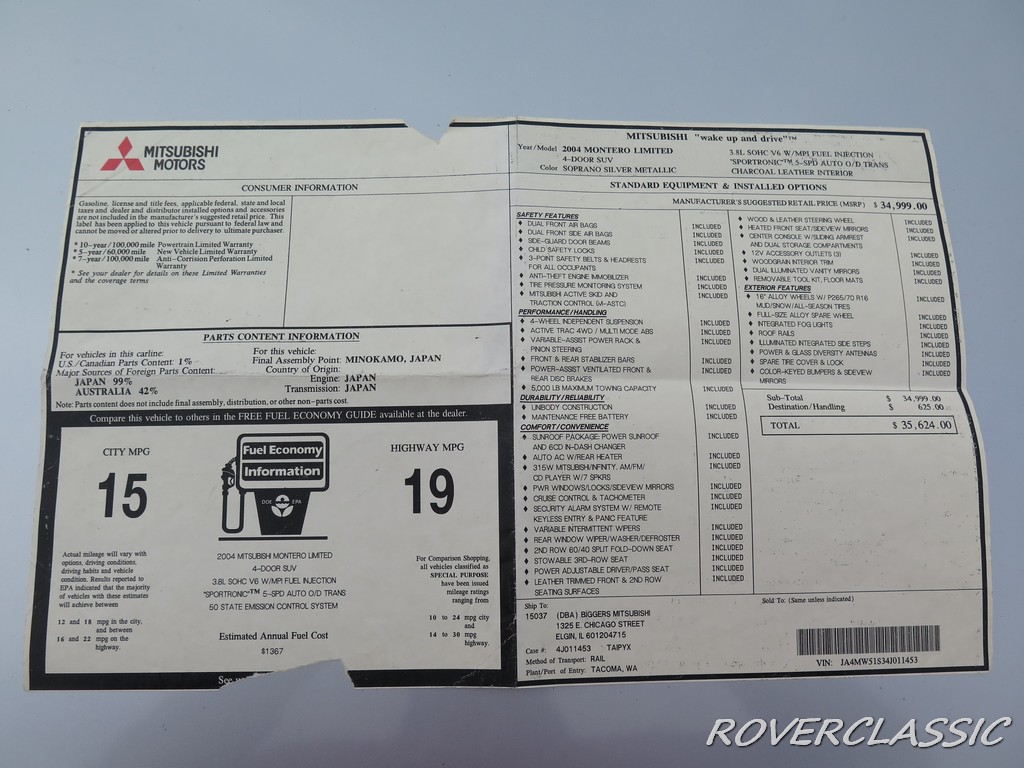 MITSUBISHI
MOTORS
CONSUMER INFORMATION
Gasoline, license and title fees, applicable federal, state and local
taxes and dealer and distributor installed options and accessories
are not included in the manufacturer's suggested retail price. This
label has been applied to this vehicle pursuant to federal law and
cannot be moved or altered prior to delivery to ultimate purchaser.
* 10-year/100,000 mile Powertrain Limited Warranty
* 5-year/60,000 mile New Vehicle Limited Warranty
* 7-year/100,000 mile Anti-Corrision Perforation Limited
Warranty
* See your dealer for details on these Limited Warranties
and the coverage terms
PARTS CONTENT INFORMATION
For vehicles in this carline:
U.S./Canadian Parts Content: 1%
Major Sources of Foreign Parts Content:
JAPAN 99%
AUSTRALIA 42%
For this vehicle:
Final Assembly Point: MINOKAMO, JAPAN
Country of Origin:
Engine: JAPAN
Transmission: JAPAN
Note: Parts content does not include final assembly, distribution, or other non-parts cost.
Compare this vehicle to others in the FREE FUEL ECONOMY GUIDE available at the dealer.
CITY MPG
15
Fuel Economy
Information
DOE EPA
HIGHWAY MPG
19
Actual mileage will vary with
options, driving conditions,
driving habits and vehicle
condition. Results reported to
EPA indicated that the majority
of vehicles with these estimates
will achieve between
12 and 18 mpg in the city,
and between
16 and 22 mpg on the
highway.
2004 MITSUBISHI MONTERO LIMITED
4-DOOR SUV
3.8L SOHC V6 W/MPI FUEL INJECTION
"SPORTRONIC"™ 5-SPD AUTO O/D TRANS
50 STATE EMISSION CONTROL SYSTEM
Estimated Annual Fuel Cost
$1367
For Comparison Shopping,
all vehicles classified as
SPECIAL PURPOSE
have been issued
mileage ratings
ranging from
10 to 24 mpg city
and
14 to 30 mpg
highway.
MITSUBISHI "wake up and drive"™
Year/Model 2004 MONTERO LIMITED
4-DOOR SUV
Color SOPRANO SILVER METALLIC
3.8L SOHC V6 W/MPI FUEL INJECTION
"SPORTRONIC"™ 5-SPD AUTO O/D TRANS
CHARCOAL LEATHER INTERIOR
STANDARD EQUIPMENT & INSTALLED OPTIONS
MANUFACTURER'S SUGGESTED RETAIL PRICE (MSRP) $ 34,999.00
SAFETY FEATURES
♦ DUAL FRONT AIR BAGS INCLUDED
♦ DUAL FRONT SIDE AIR BAGS INCLUDED
♦ SIDE-GUARD DOOR BEAMS INCLUDED
♦ CHILD SAFETY LOCKS INCLUDED
♦ 3-POINT SAFETY BELTS & HEADRESTS INCLUDED
FOR ALL OCCUPANTS
♦ ANTI-THEFT ENGINE IMMOBILIZER INCLUDED
♦ TIRE PRESSURE MONITORING SYSTEM INCLUDED
♦ MITSUBISHI ACTIVE SKID AND INCLUDED
TRACTION CONTROL (M-ASTC)
PERFORMANCE/HANDLING
♦ 4-WHEEL INDEPENDENT SUSPENSION INCLUDED
♦ ACTIVE TRAC 4WD / MULTI MODE ABS INCLUDED
♦ VARIABLE-ASSIST POWER RACK & INCLUDED
PINION STEERING
♦ FRONT & REAR STABILIZER BARS INCLUDED
♦ POWER-ASSIST VENTILATED FRONT & INCLUDED
REAR DISC BRAKES
♦ 5,000 LB MAXIMUM TOWING CAPACITY INCLUDED
DURABILITY/RELIABILITY
♦ UNIBODY CONSTRUCTION INCLUDED
♦ MAINTENANCE FREE BATTERY INCLUDED
COMFORT/CONVENIENCE
♦ SUNROOF PACKAGE: POWER SUNROOF INCLUDED
AND 6CD IN-DASH CHANGER
♦ AUTO AC W/REAR HEATER INCLUDED
♦ 315W MITSUBISHI/INFINITY, AM/FM/ INCLUDED
CD PLAYER W/7 SPKRS
♦ PWR WINDOWS/LOCKS/SIDEVIEW MIRRORS INCLUDED
♦ CRUISE CONTROL & TACHOMETER INCLUDED
♦ SECURITY ALARM SYSTEM W/ REMOTE INCLUDED
KEYLESS ENTRY & PANIC FEATURE
♦ VARIABLE INTERMITTENT WIPERS INCLUDED
♦ REAR WINDOW WIPER/WASHER/DEFROSTER INCLUDED
♦ 2ND ROW 60/40 SPLIT FOLD-DOWN SEAT INCLUDED
♦ STOWABLE 3RD-ROW SEAT INCLUDED
♦ POWER ADJUSTABLE DRIVER/PASS SEAT INCLUDED
♦ LEATHER TRIMMED FRONT & 2ND ROW INCLUDED
SEATING SURFACES
♦ WOOD & LEATHER STEERING WHEEL INCLUDED
♦ HEATED FRONT SEAT/SIDEVIEW MIRRORS INCLUDED
♦ CENTER CONSOLE W/SLIDING ARMREST INCLUDED
AND DUAL STORAGE COMPARTMENTS
♦ 12V ACCESSORY OUTLETS (3) INCLUDED
♦ WOODGRAIN INTERIOR TRIM INCLUDED
♦ DUAL ILLUMINATED VANITY MIRRORS INCLUDED
♦ REMOVABLE TOOL KIT, FLOOR MATS INCLUDED
EXTERIOR FEATURES
♦ 16" ALLOY WHEELS W/ P265/70 R16 INCLUDED
MUD/SNOW/ALL-SEASON TIRES
♦ FULL-SIZE ALLOY SPARE WHEEL INCLUDED
♦ INTEGRATED FOG LIGHTS INCLUDED
♦ ROOF RAILS INCLUDED
♦ ILLUMINATED INTEGRATED SIDE STEPS INCLUDED
♦ POWER & GLASS DIVERSITY ANTENNAS INCLUDED
♦ SPARE TIRE COVER & LOCK INCLUDED
♦ COLOR-KEYED BUMPERS & SIDEVIEW INCLUDED
MIRRORS
Sub-Total $ 34,999.00
Destination/Handling $ 625.00
TOTAL $ 35,624.00
Ship To:
15037 (DBA) BIGGERS MITSUBISHI
1325 E. CHICAGO STREET
ELGIN, IL 601204715
Case #: 4J011453 TAIPYX
Method of Transport: RAIL
Plant/Port of Entry: TACOMA, WA
Sold To: (Same unless indicated)
VIN: JA4MW51S34J011453
ROVERCLASSIC